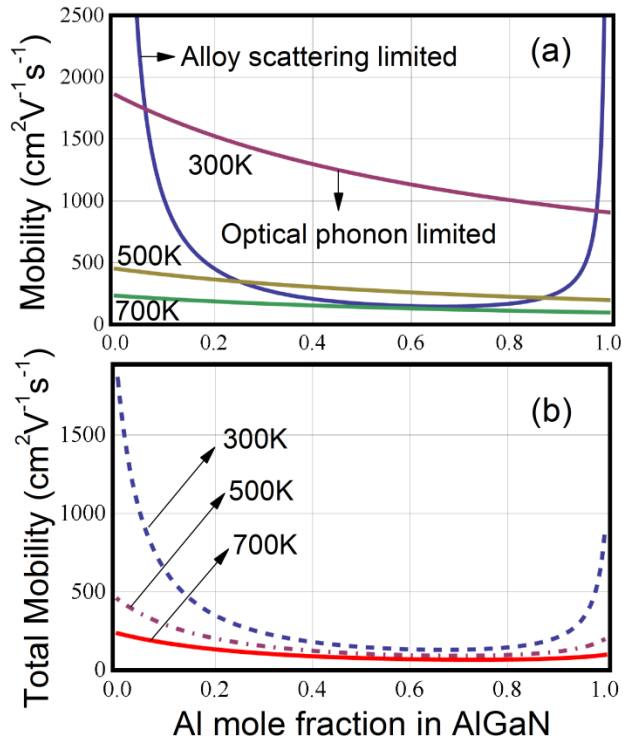 2500
2000
1500
1000
500
0
Mobility (cm²V⁻¹s⁻¹)
(a)
Alloy scattering limited
300K
Optical phonon limited
500K
700K
0.0 0.2 0.4 0.6 0.8 1.0
1500
1000
500
0
Total Mobility (cm²V⁻¹s⁻¹)
(b)
300K
500K
700K
0.0 0.2 0.4 0.6 0.8 1.0
Al mole fraction in AlGaN